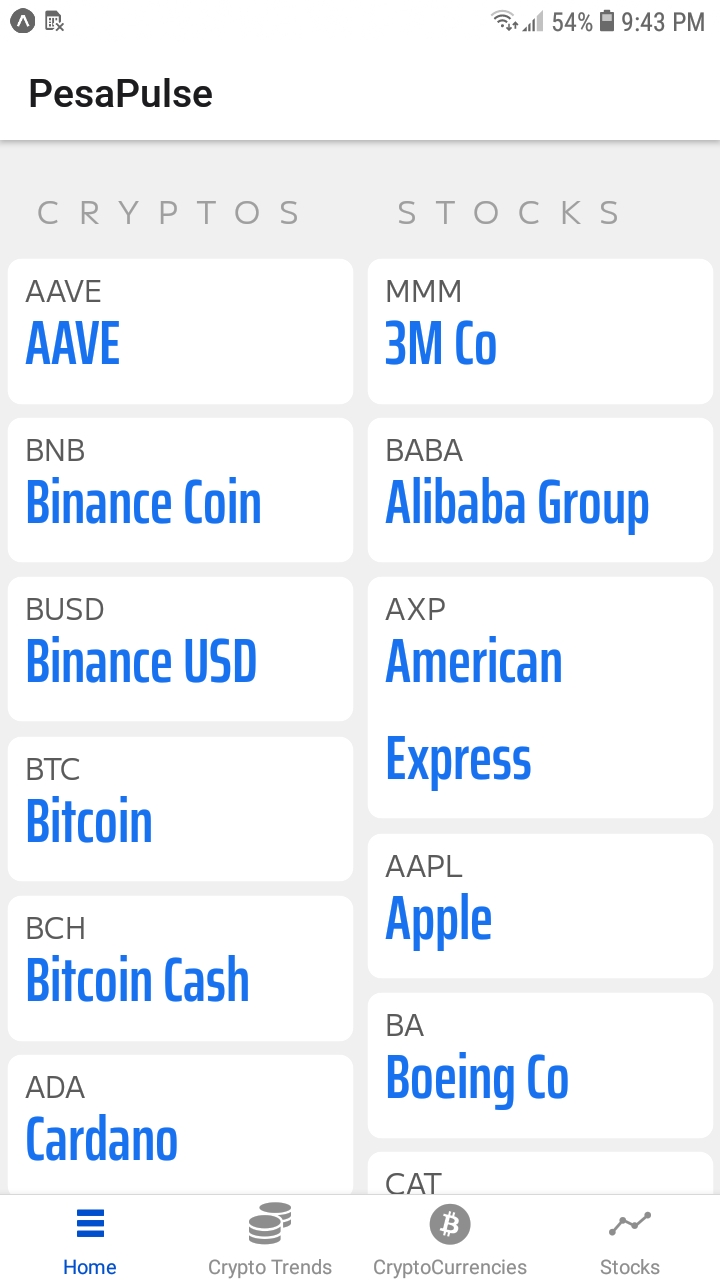 54% 9:43 PM
PesaPulse
CRYPTOS
STOCKS
AAVE
AAVE
BNB
Binance Coin
BUSD
Binance USD
BTC
Bitcoin
BCH
Bitcoin Cash
ADA
Cardano
MMM
3M Co
BABA
Alibaba Group
AXP
American
Express
AAPL
Apple
BA
Boeing Co
CAT
Home
Crypto Trends
CryptoCurrencies
Stocks